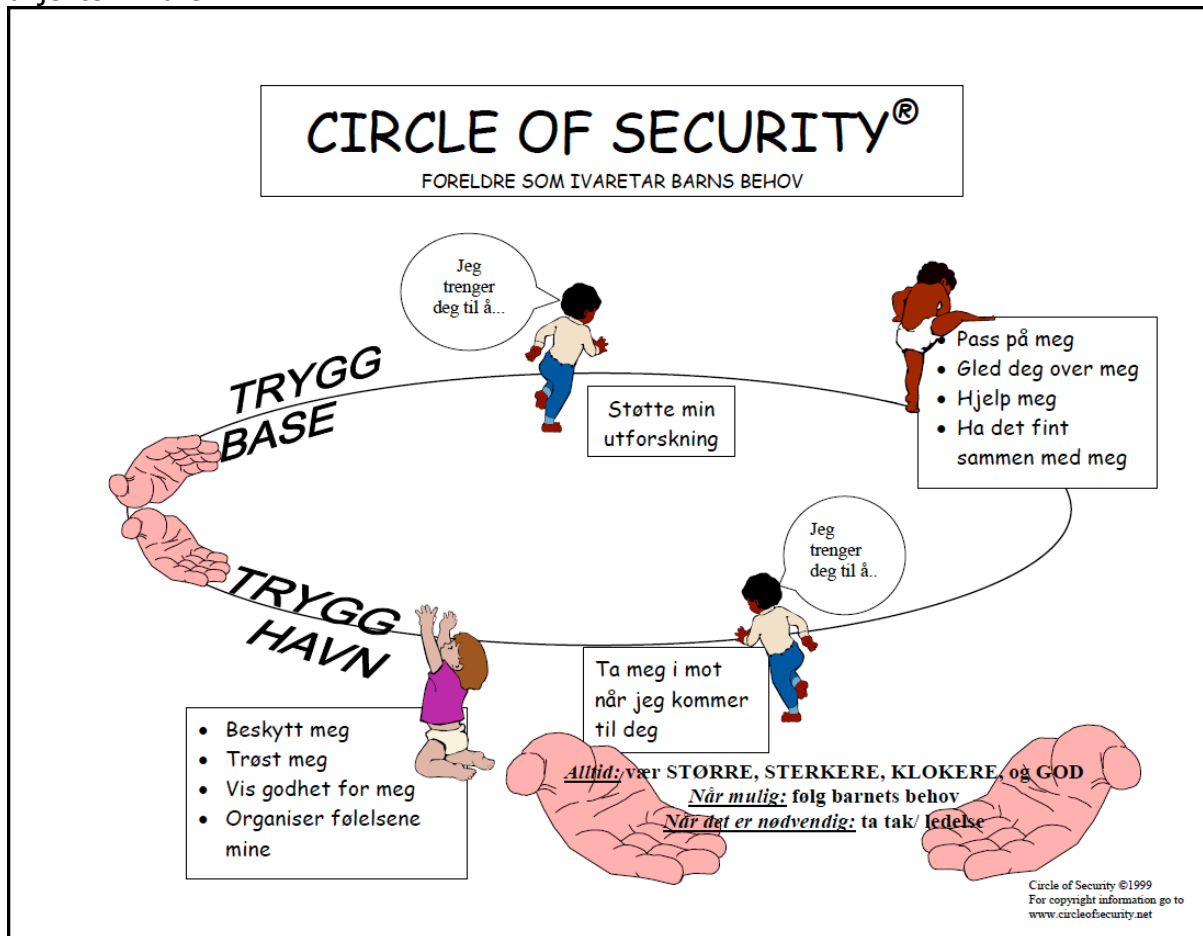 CIRCLE OF SECURITY®
FORELDRE SOM IVARETAR BARNS BEHOV
Jeg
trenger
deg til å...
TRYGG
BASE
Støtte min
utforskning
• Pass på meg
• Gled deg over meg
• Hjelp meg
• Ha det fint
sammen med meg
Jeg
trenger
deg til å..
TRYGG
HAVN
Ta meg i mot
når jeg kommer
til deg
• Beskytt meg
• Trøst meg
• Vis godhet for meg
• Organiser følelsene
mine
Alltid: vær STØRRE, STERKERE, KLOKERE, og GOD
Når mulig: følg barnets behov
Når det er nødvendig: ta tak/ ledelse
Circle of Security ©1999
For copyright information go to
www.circleofsecurity.net